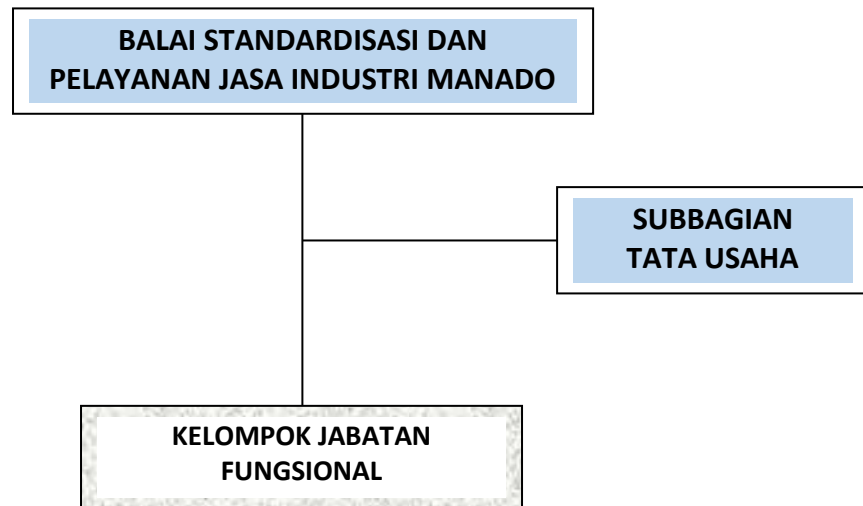 BALAI STANDARDISASI DAN
PELAYANAN JASA INDUSTRI MANADO
SUBBAGIAN
TATA USAHA
KELOMPOK JABATAN
FUNGSIONAL